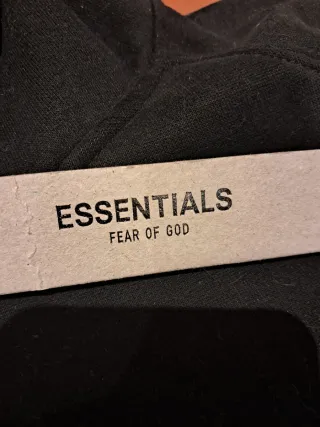 ESSENTIALS
FEAR OF GOD